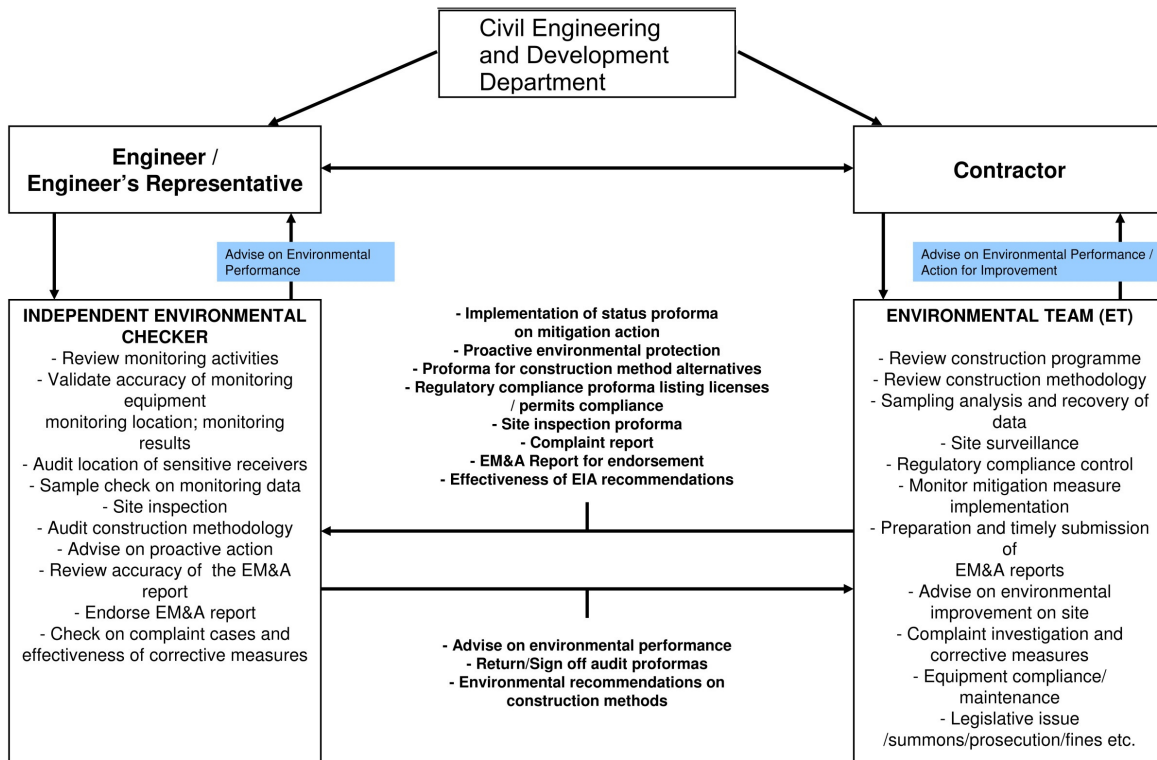 Civil Engineering
and Development
Department
Engineer /
Engineer’s Representative
Contractor
Advise on Environmental
Performance
Advise on Environmental Performance /
Action for Improvement
INDEPENDENT ENVIRONMENTAL
CHECKER
- Review monitoring activities
- Validate accuracy of monitoring
equipment
monitoring location; monitoring
results
- Audit location of sensitive receivers
- Sample check on monitoring data
- Site inspection
- Audit construction methodology
- Advise on proactive action
- Review accuracy of the EM&A
report
- Endorse EM&A report
- Check on complaint cases and
effectiveness of corrective measures
- Implementation of status proforma
on mitigation action
- Proactive environmental protection
- Proforma for construction method alternatives
- Regulatory compliance proforma listing licenses
/ permits compliance
- Site inspection proforma
- Complaint report
- EM&A Report for endorsement
- Effectiveness of EIA recommendations
- Advise on environmental performance
- Return/Sign off audit proformas
- Environmental recommendations on
construction methods
ENVIRONMENTAL TEAM (ET)
- Review construction programme
- Review construction methodology
- Sampling analysis and recovery of
data
- Site surveillance
- Regulatory compliance control
- Monitor mitigation measure
implementation
- Preparation and timely submission
of
EM&A reports
- Advise on environmental
improvement on site
- Complaint investigation and
corrective measures
- Equipment compliance/
maintenance
- Legislative issue
/summons/prosecution/fines etc.